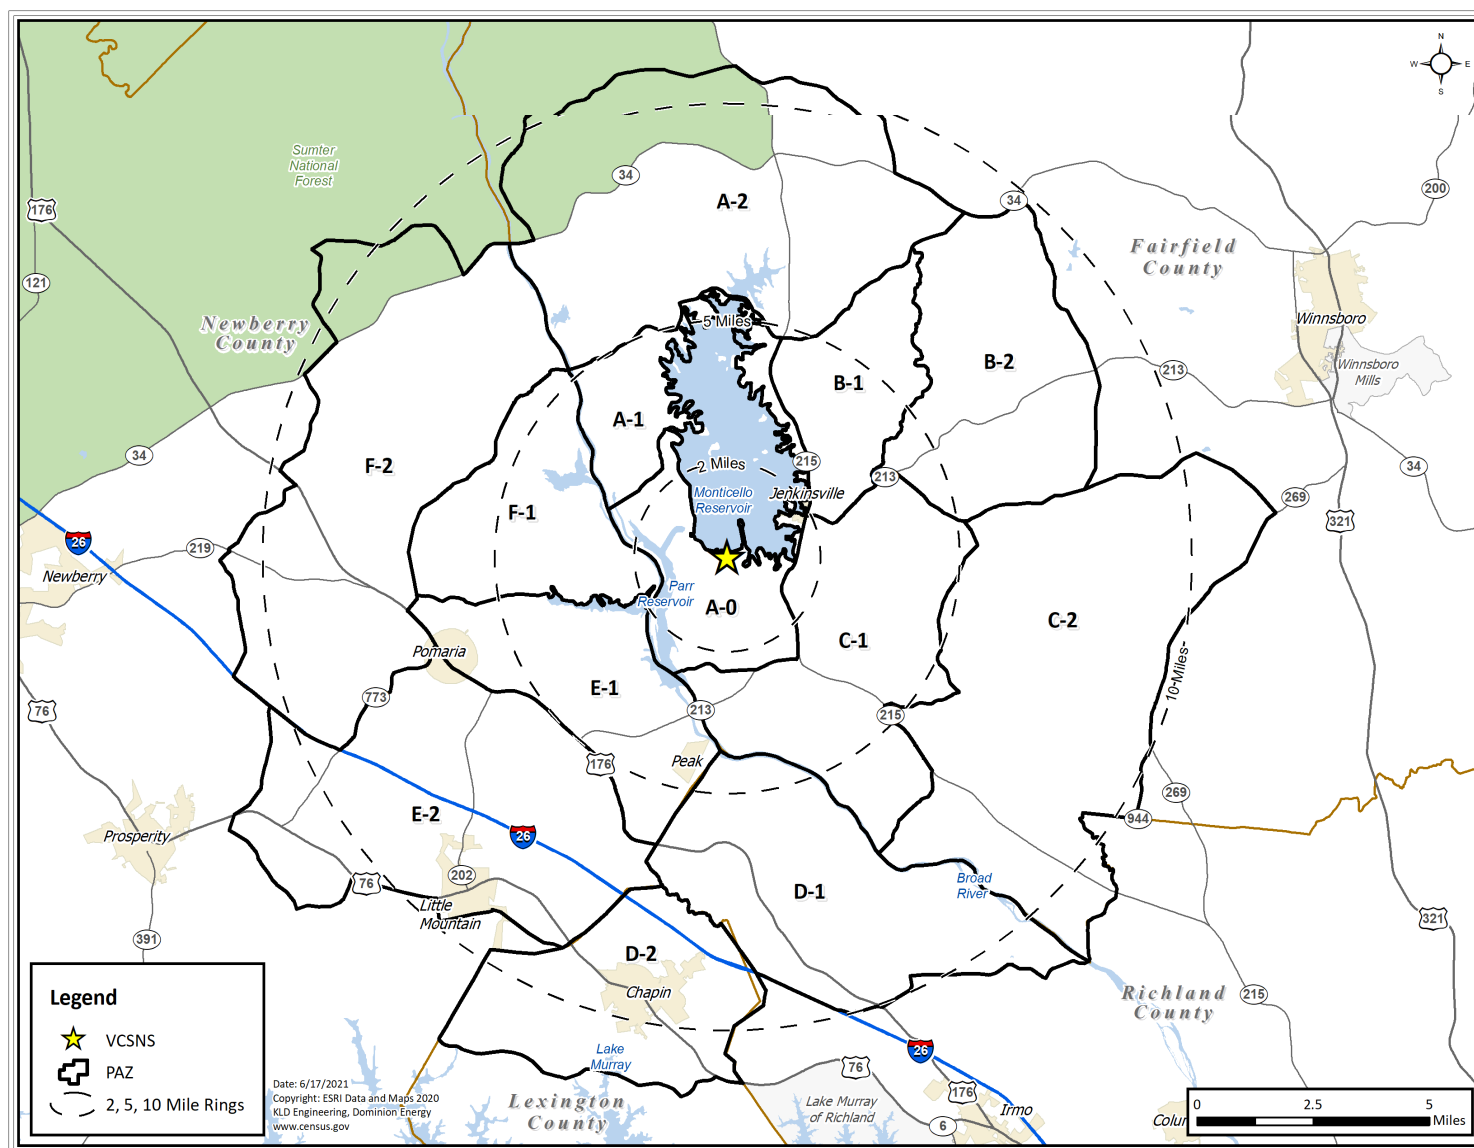 N
W E
S
Sumter
National
Forest
34
A-2
176
200
34
Fairfield
County
121
Newberry
County
Winnsboro
5 Miles
B-2
Winnsboro
Mills
213
B-1
A-1
34
F-2
2 Miles
215
34
213
Monticello
Reservoir
Jenkinsville
269
F-1
321
26
219
Newberry
Parr
Reservoir
A-0
C-2
C-1
Pomaria
10 Miles
E-1
773
76
213
215
Peak
176
269
E-2
944
26
Prosperity
76
202
Broad
River
D-1
Little
Mountain
321
391
D-2
Chapin
Richland
County
215
Legend
VCSNS
PAZ
2, 5, 10 Mile Rings
Lake
Murray
26
76
176
Date: 6/17/2021
Copyright: ESRI Data and Maps 2020
KLD Engineering, Dominion Energy
www.census.gov
Lexington
County
Lake Murray
of Richland
6
Irmo
Colu
0 2.5 5
Miles